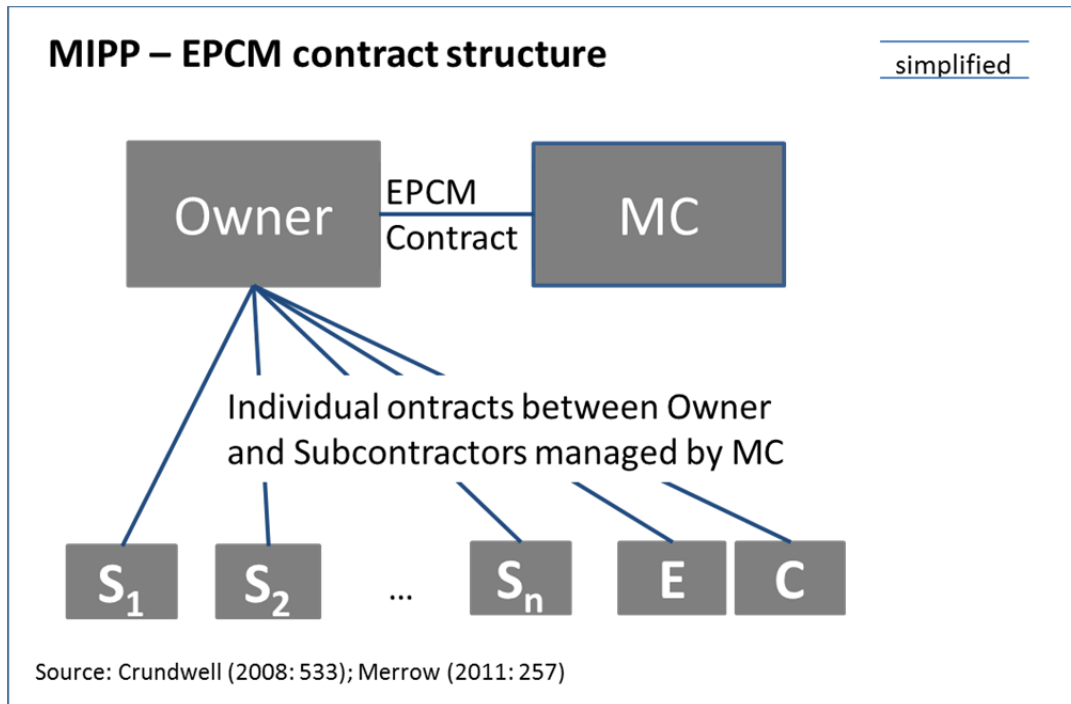 MIPP – EPCM contract structure
simplified
Owner
EPCM
Contract
MC
Individual ontracts between Owner
and Subcontractors managed by MC
S1
S2
...
Sn
E
C
Source: Crundwell (2008: 533); Merrow (2011: 257)